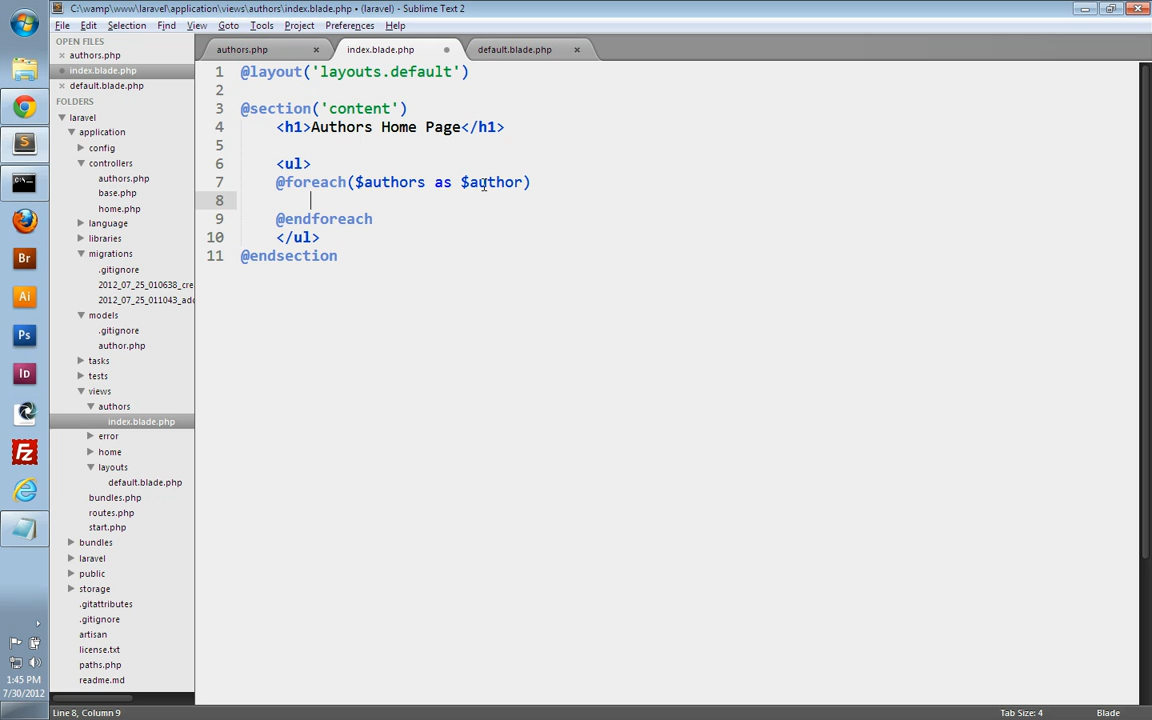 C:\wamp\www\laravel\application\views\authors\index.blade.php • (laravel) - Sublime Text 2
File Edit Selection Find View Goto Tools Project Preferences Help
OPEN FILES
authors.php
index.blade.php
default.blade.php
FOLDERS
laravel
application
config
controllers
authors.php
base.php
home.php
language
libraries
migrations
.gitignore
2012_07_25_010638_cre
2012_07_25_011043_add
models
.gitignore
author.php
tasks
tests
views
authors
index.blade.php
error
home
layouts
default.blade.php
bundles.php
routes.php
start.php
bundles
laravel
public
storage
.gitattributes
.gitignore
artisan
license.txt
paths.php
readme.md
authors.php index.blade.php default.blade.php
1 @layout('layouts.default')
2
3 @section('content')
4 <h1>Authors Home Page</h1>
5
6 <ul>
7 @foreach($authors as $author)
8
9 @endforeach
10 </ul>
11 @endsection
Br
Ai
Ps
Id
Fz
1:45 PM
7/30/2012
Line 8, Column 9 Tab Size: 4 Blade